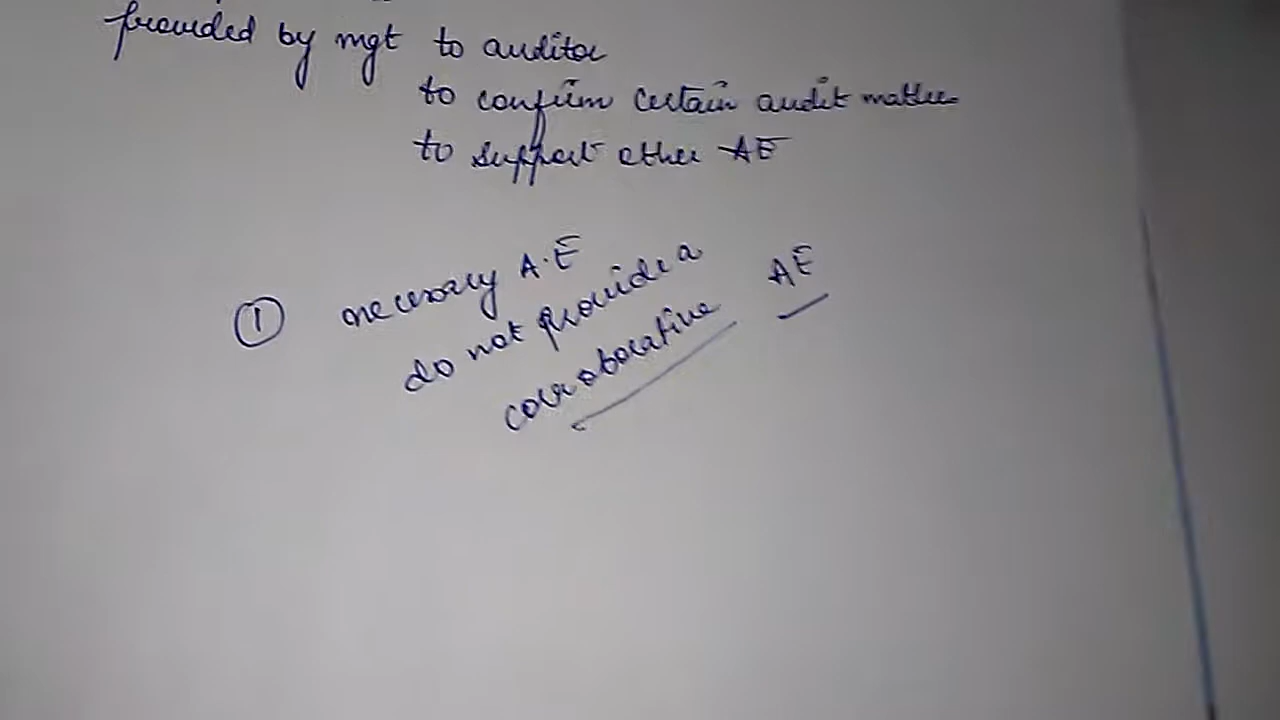 provided by mgt to auditor
to confirm certain audit matter
to support other AE
① necessary A.E
do not provide a
corroborative AE